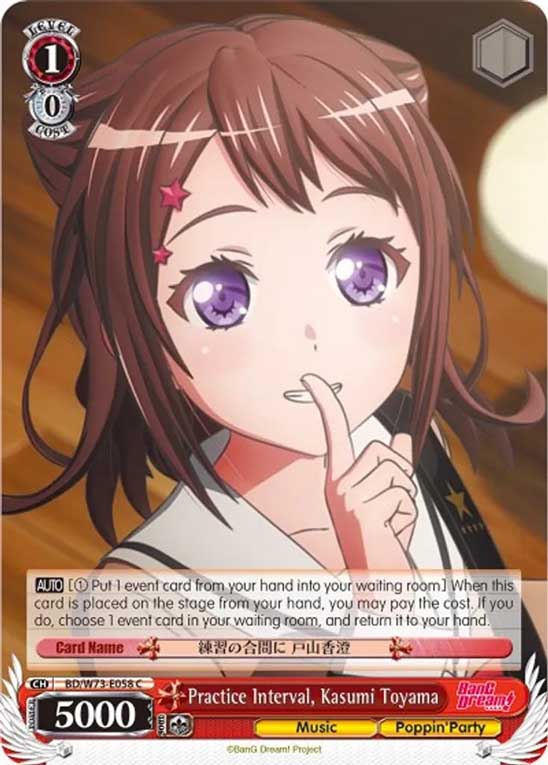 LEVEL
1
0
COST
AUTO [① Put 1 event card from your hand into your waiting room] When this
card is placed on the stage from your hand, you may pay the cost. If you
do, choose 1 event card in your waiting room, and return it to your hand.
Card Name 練習の合間に 戸山香澄
CH BD/W73-E058 C
Practice Interval, Kasumi Toyama
BanG Dream!
POWER 5000 SOUL
Music Poppin'Party
©BanG Dream! Project